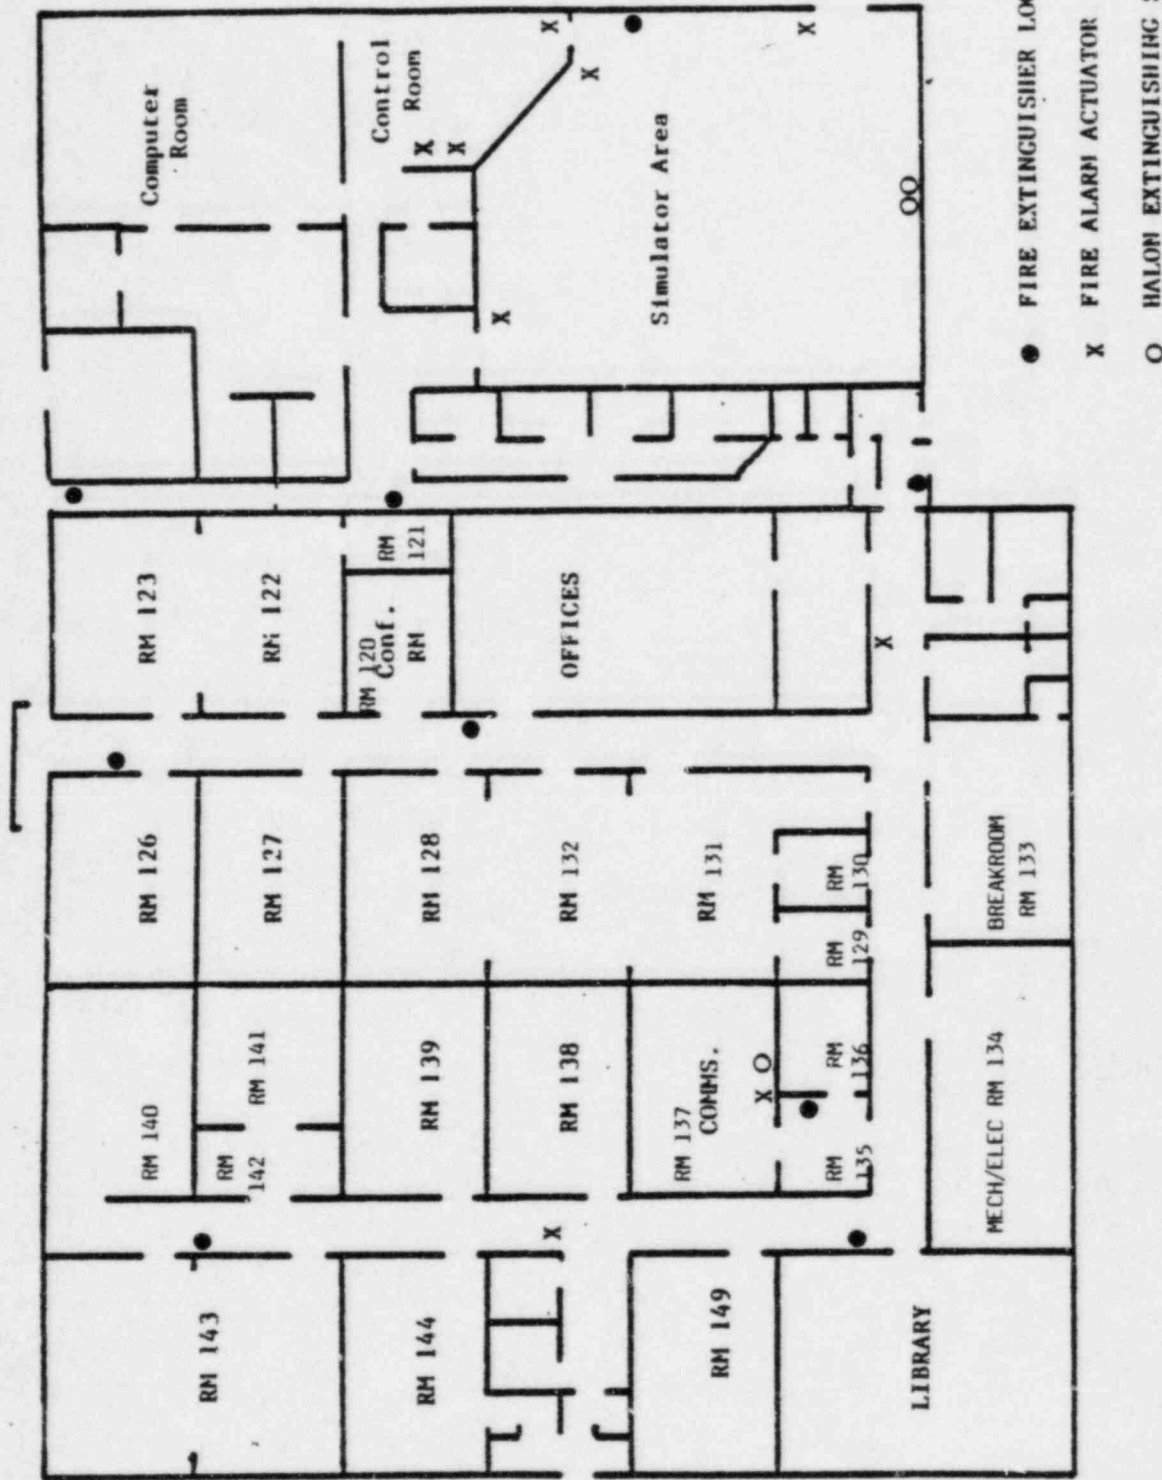 Computer
Room
Control
Room
X
X
X
X
X
X
Simulator Area
X
RM 123
RM 122
RM 121
RM 120
Conf.
RM
OFFICES
X
RM 126
RM 127
RM 128
RM 132
RM 131
RM
130
RM
129
BREAKROOM
RM 133
RM 140
RM 141
RM
142
RM 139
RM 138
RM 137
COMMS.
X
RM
136
RM
135
MECH/ELEC RM 134
X
RM 143
RM 144
RM 149
LIBRARY
FIRE EXTINGUISHER
X FIRE ALARM ACTUATOR
HALON EXTINGUISHING